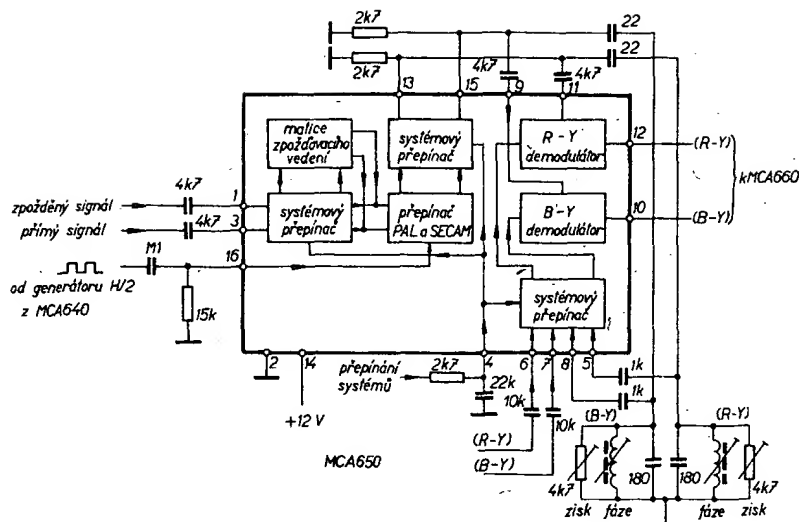 2k7
22
2k7
22
4k7
4k7
13
15
9
11
matice
zpožďovacího
vedení
systémový
přepínač
R-Y
demodulátor
12
(R-Y)
kMCA660
4k7
1
zpožděný signál
systémový
přepínač
přepínač
PAL a SECAM
B-Y
demodulátor
10
(B-Y)
přímý signál
4k7
3
M1
16
od generátoru H/2
z MCA640
15k
systémový
přepínač
2
14
4
6
7
8
5
přepínání
systémů
2k7
1k
+12 V
22k
1k
10k
10k
(R-Y)
(B-Y)
MCA650
(B-Y)
(R-Y)
4k7
180
180
4k7
zisk
fáze
fáze
zisk